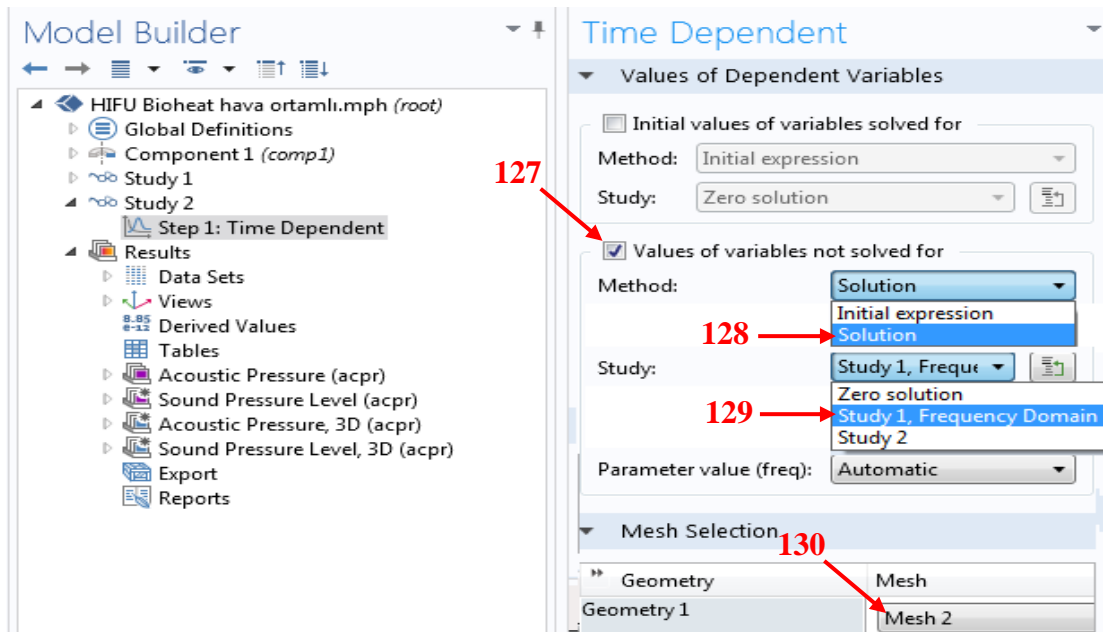 Model Builder
HIFU Bioheat hava ortamlı.mph (root)
Global Definitions
Component 1 (comp1)
Study 1
Study 2
Step 1: Time Dependent
Results
Data Sets
Views
8.85
e-12 Derived Values
Tables
Acoustic Pressure (acpr)
Sound Pressure Level (acpr)
Acoustic Pressure, 3D (acpr)
Sound Pressure Level, 3D (acpr)
Export
Reports
Time Dependent
Values of Dependent Variables
Initial values of variables solved for
Method: Initial expression
Study: Zero solution
127
Values of variables not solved for
Method: Solution
Initial expression
128 Solution
Study: Study 1, Freque
Zero solution
129 Study 1, Frequency Domain
Study 2
Parameter value (freq): Automatic
Mesh Selection
130
Geometry Mesh
Geometry 1 Mesh 2